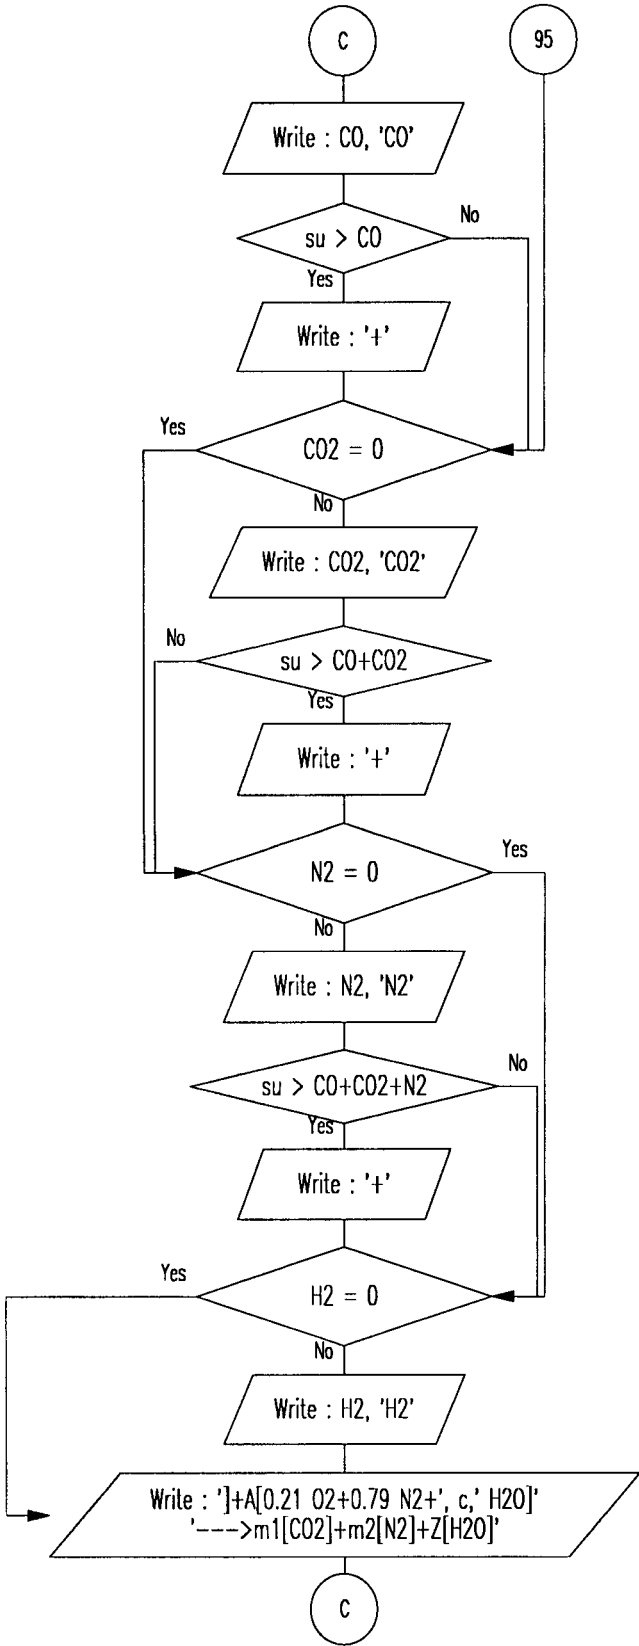 C
95
Write : CO, 'CO'
su > CO
No
Yes
Write : '+'
Yes
CO2 = 0
No
Write : CO2, 'CO2'
No
su > CO+CO2
Yes
Write : '+'
N2 = 0
Yes
No
Write : N2, 'N2'
su > CO+CO2+N2
No
Yes
Write : '+'
Yes
H2 = 0
No
Write : H2, 'H2'
Write : ']+A[0.21 O2+0.79 N2+', c,' H2O]'
'--->m1[CO2]+m2[N2]+Z[H2O]'
C